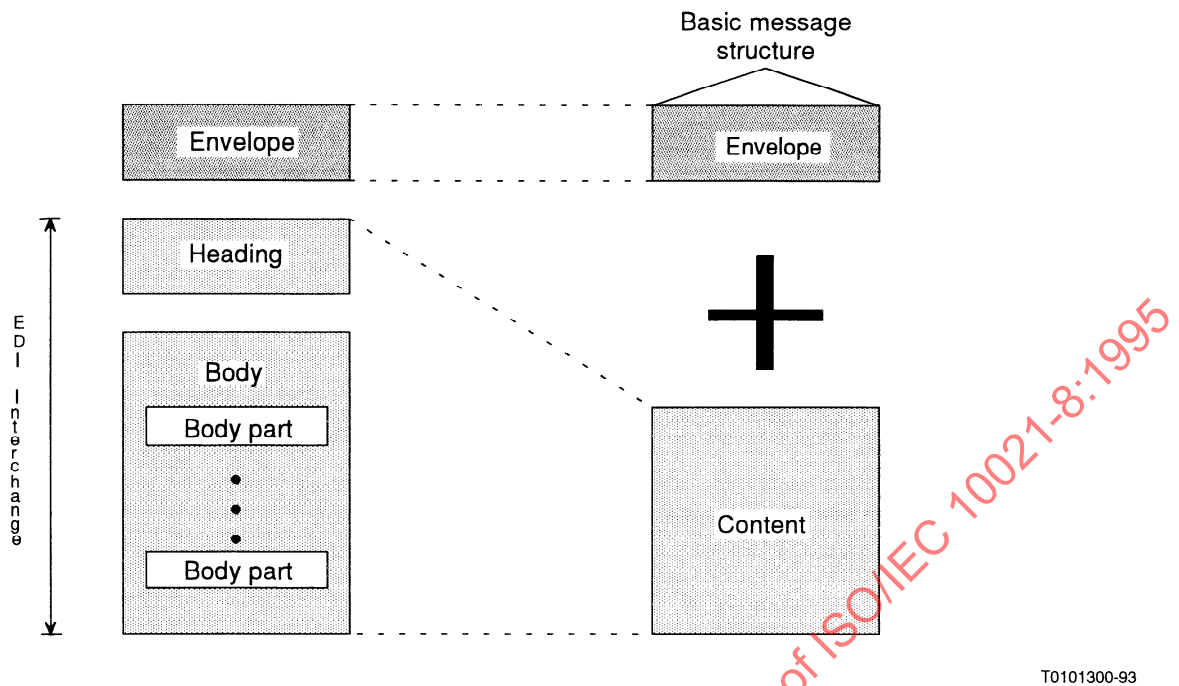 Basic message
structure
Envelope
Envelope
Heading
EDI Interchange
Body
Body part
Body part
Content
of ISO/IEC 10021-8:1995
T0101300-93